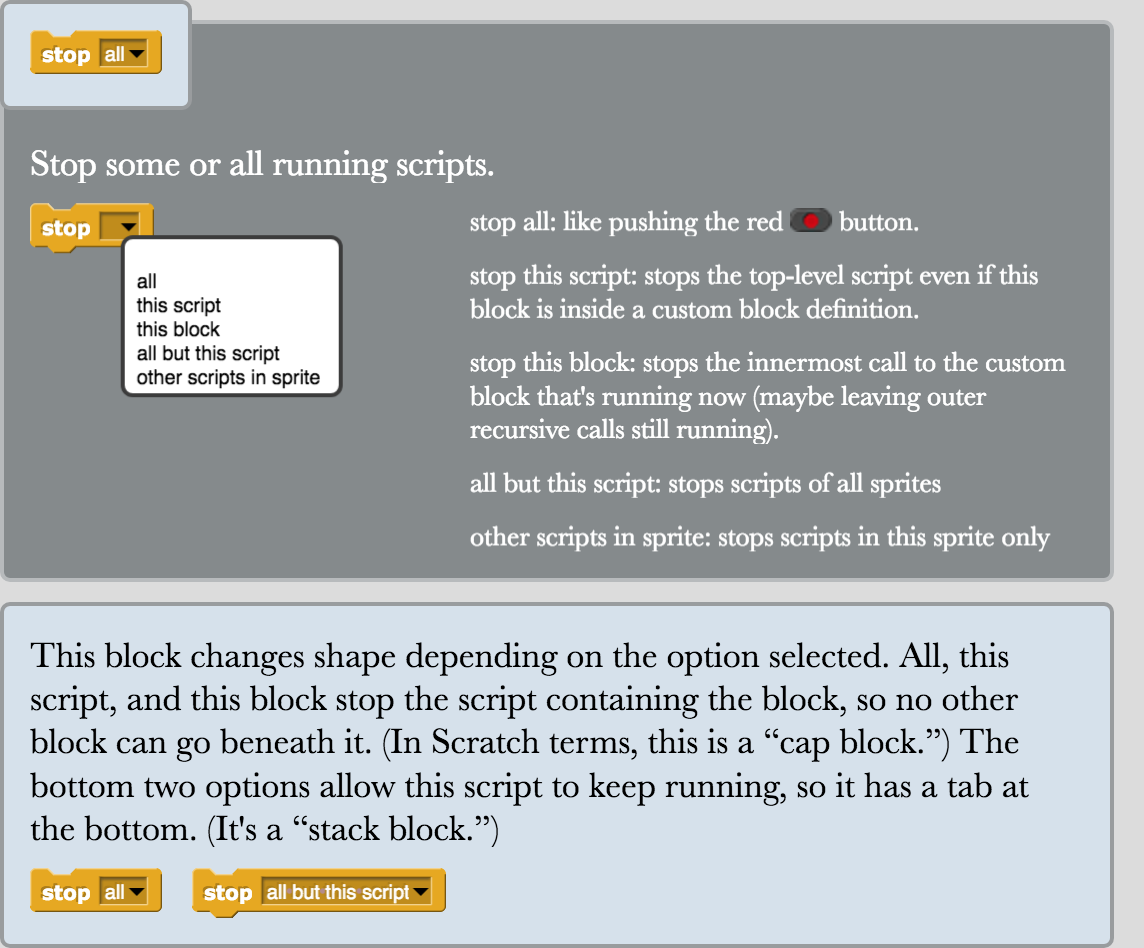 stop all
Stop some or all running scripts.
stop
all
this script
this block
all but this script
other scripts in sprite
stop all: like pushing the red button.
stop this script: stops the top-level script even if this
block is inside a custom block definition.
stop this block: stops the innermost call to the custom
block that's running now (maybe leaving outer
recursive calls still running).
all but this script: stops scripts of all sprites
other scripts in sprite: stops scripts in this sprite only
This block changes shape depending on the option selected. All, this
script, and this block stop the script containing the block, so no other
block can go beneath it. (In Scratch terms, this is a “cap block.”) The
bottom two options allow this script to keep running, so it has a tab at
the bottom. (It's a “stack block.”)
stop all stop all but this script